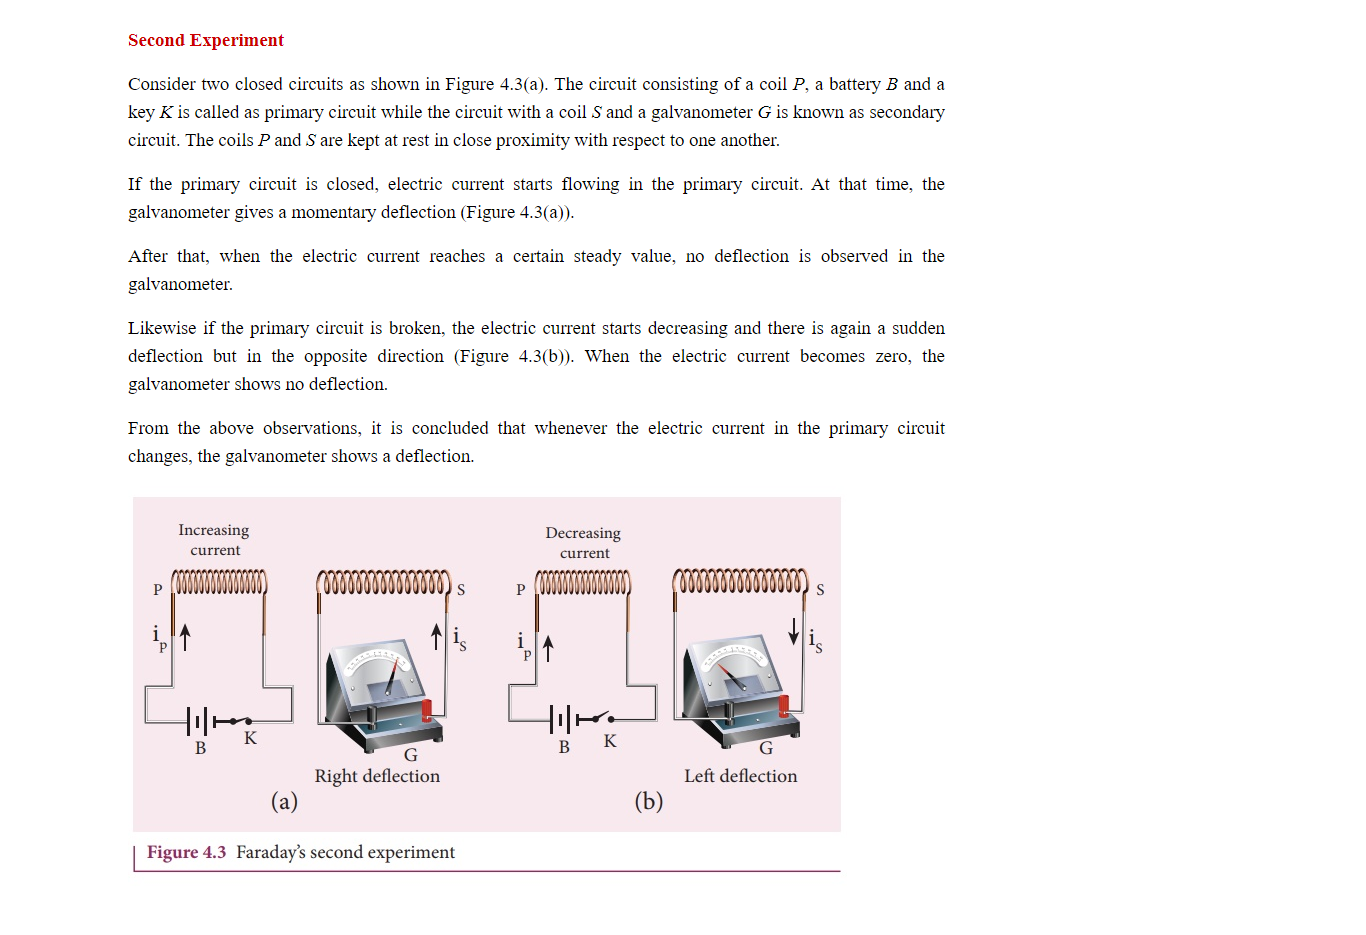 Second Experiment
Consider two closed circuits as shown in Figure 4.3(a). The circuit consisting of a coil P, a battery B and a
key K is called as primary circuit while the circuit with a coil S and a galvanometer G is known as secondary
circuit. The coils P and S are kept at rest in close proximity with respect to one another.
If the primary circuit is closed, electric current starts flowing in the primary circuit. At that time, the
galvanometer gives a momentary deflection (Figure 4.3(a)).
After that, when the electric current reaches a certain steady value, no deflection is observed in the
galvanometer.
Likewise if the primary circuit is broken, the electric current starts decreasing and there is again a sudden
deflection but in the opposite direction (Figure 4.3(b)). When the electric current becomes zero, the
galvanometer shows no deflection.
From the above observations, it is concluded that whenever the electric current in the primary circuit
changes, the galvanometer shows a deflection.
Increasing
current
P
S
ip
is
B
K
G
Right deflection
(a)
Decreasing
current
P
S
ip
is
B
K
G
Left deflection
(b)
Figure 4.3 Faraday's second experiment